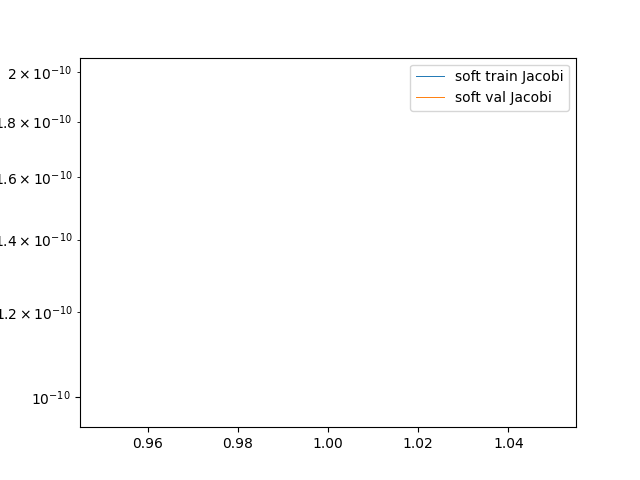 soft train Jacobi
soft val Jacobi
2 × 10⁻¹⁰
1.8 × 10⁻¹⁰
1.6 × 10⁻¹⁰
1.4 × 10⁻¹⁰
1.2 × 10⁻¹⁰
10⁻¹⁰
0.96 0.98 1.00 1.02 1.04